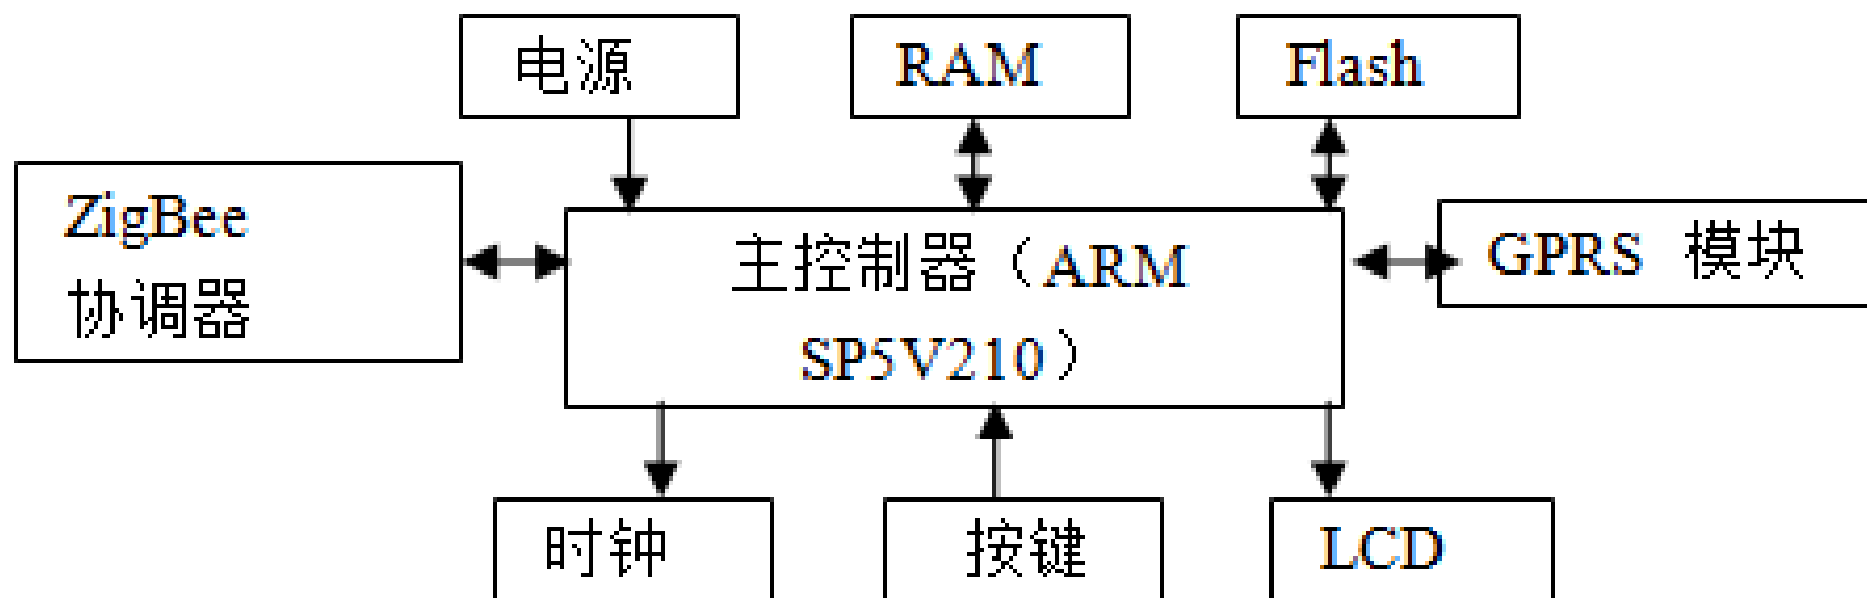 电源
RAM
Flash
ZigBee
协调器
主控制器（ARM
SP5V210）
GPRS 模块
时钟
按键
LCD